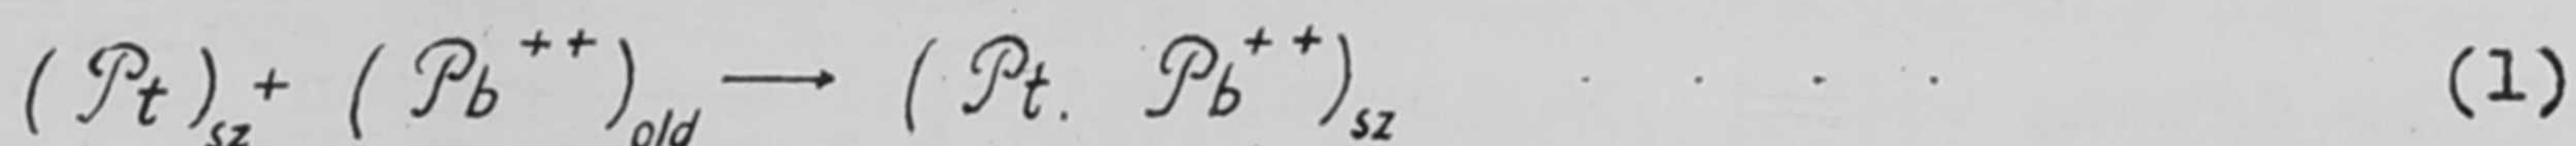 (Pt)sz + (Pb++)old → (Pt. Pb++)sz . . . . (1)